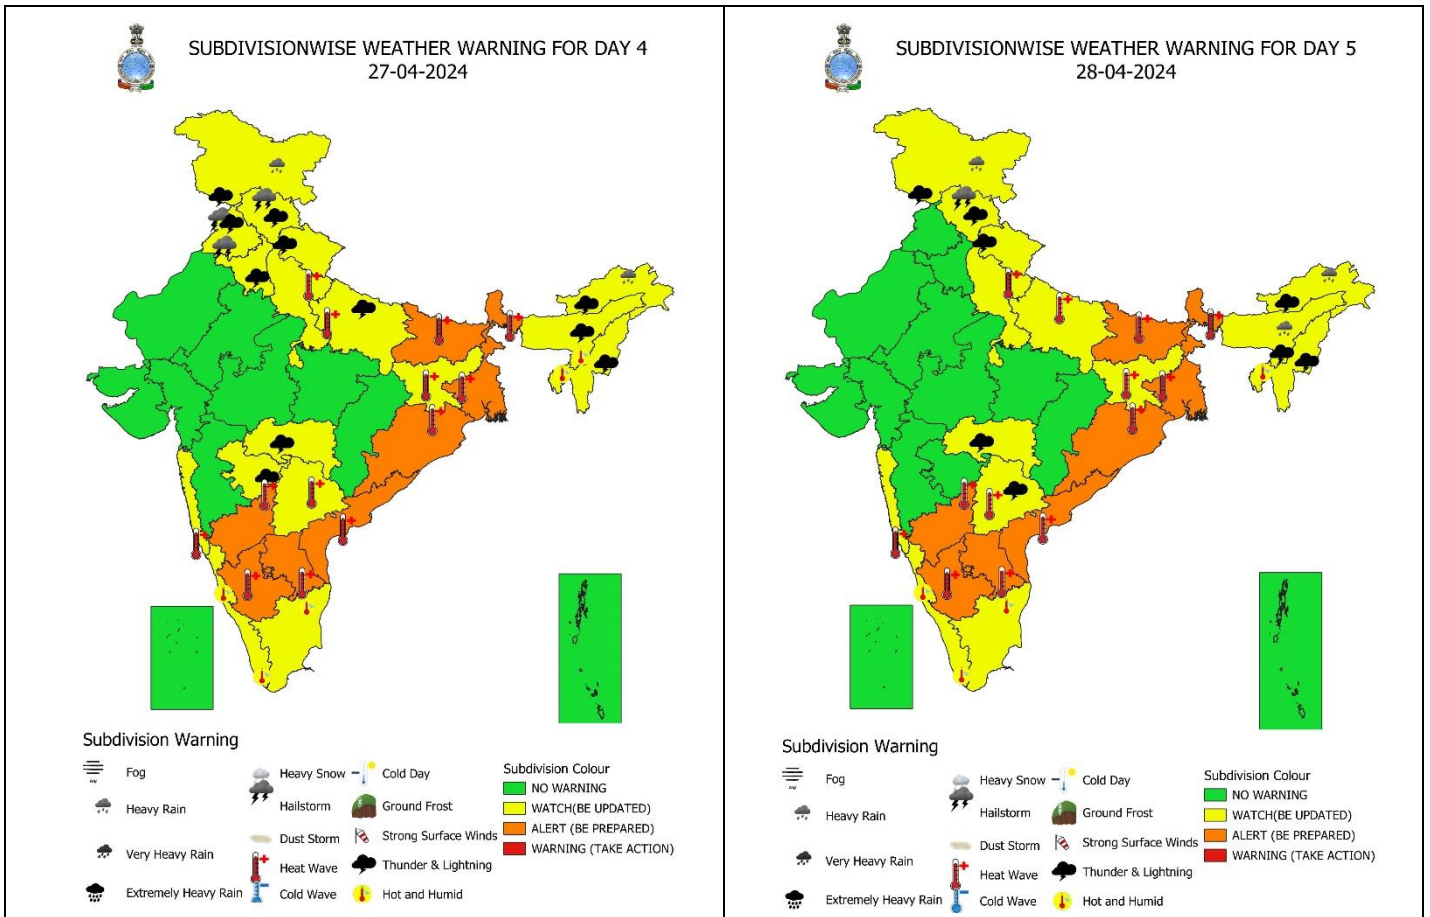 SUBDIVISIONWISE WEATHER WARNING FOR DAY 4
27-04-2024
Subdivision Warning
Fog
Heavy Rain
Very Heavy Rain
Extremely Heavy Rain
Heavy Snow
Hailstorm
Dust Storm
Heat Wave
Cold Wave
Cold Day
Ground Frost
Strong Surface Winds
Thunder & Lightning
Hot and Humid
Subdivision Colour
NO WARNING
WATCH(BE UPDATED)
ALERT (BE PREPARED)
WARNING (TAKE ACTION)
SUBDIVISIONWISE WEATHER WARNING FOR DAY 5
28-04-2024
Subdivision Warning
Fog
Heavy Rain
Very Heavy Rain
Extremely Heavy Rain
Heavy Snow
Hailstorm
Dust Storm
Heat Wave
Cold Wave
Cold Day
Ground Frost
Strong Surface Winds
Thunder & Lightning
Hot and Humid
Subdivision Colour
NO WARNING
WATCH(BE UPDATED)
ALERT (BE PREPARED)
WARNING (TAKE ACTION)